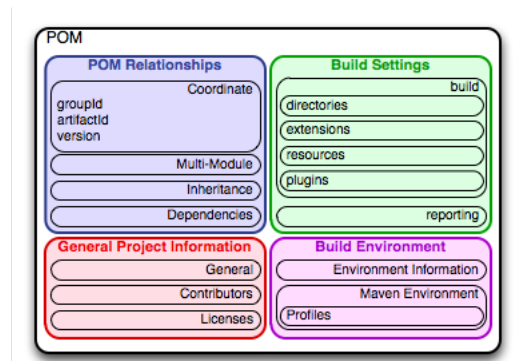 POM
POM Relationships
Coordinate
groupId
artifactId
version
Multi-Module
Inheritance
Dependencies
Build Settings
build
directories
extensions
resources
plugins
reporting
General Project Information
General
Contributors
Licenses
Build Environment
Environment Information
Maven Environment
Profiles